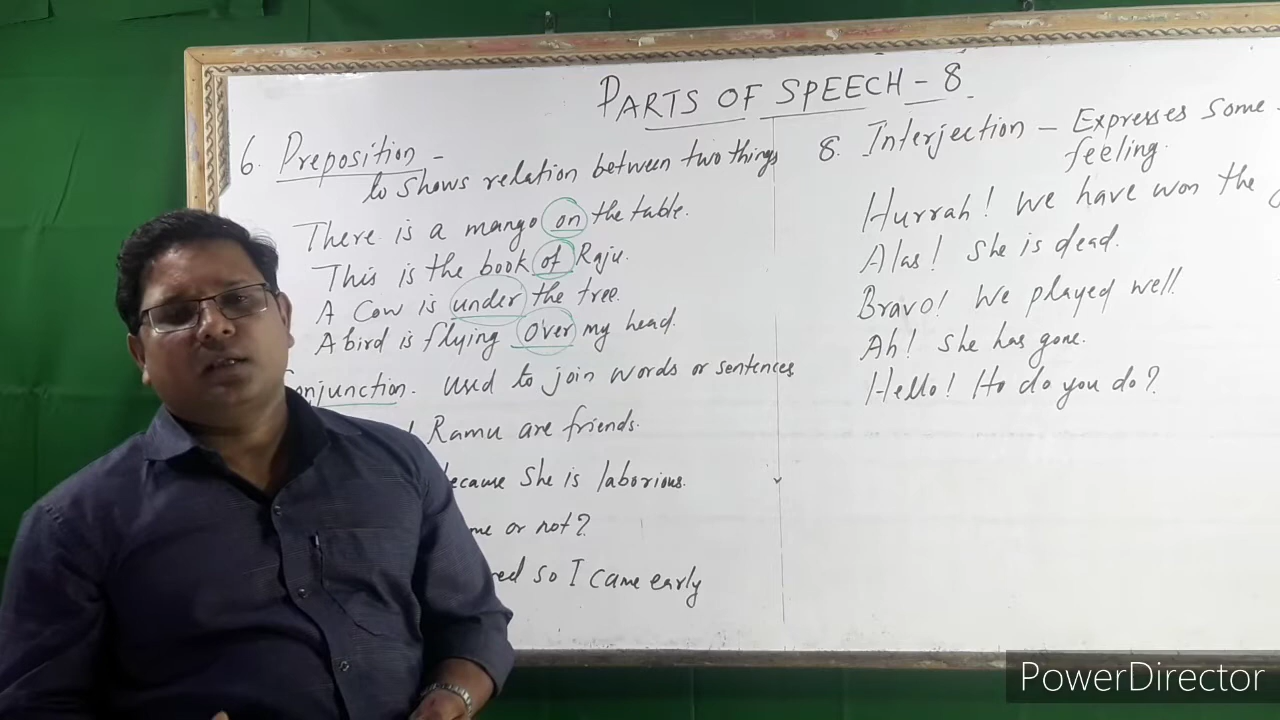 PARTS OF SPEECH - 8
6. Preposition -
to shows relation between two things
There is a mango on the table.
This is the book of Raju.
A Cow is under the tree.
A bird is flying over my head.
onjunction. Used to join words or sentences
Ramu are friends.
ecause She is laborious.
me or not?
red so I came early
8. Interjection - Expresses Some
feeling.
Hurrah! We have won the
Alas! She is dead.
Bravo! We played well.
Ah! She has gone.
Hello! Ho do you do?
PowerDirector